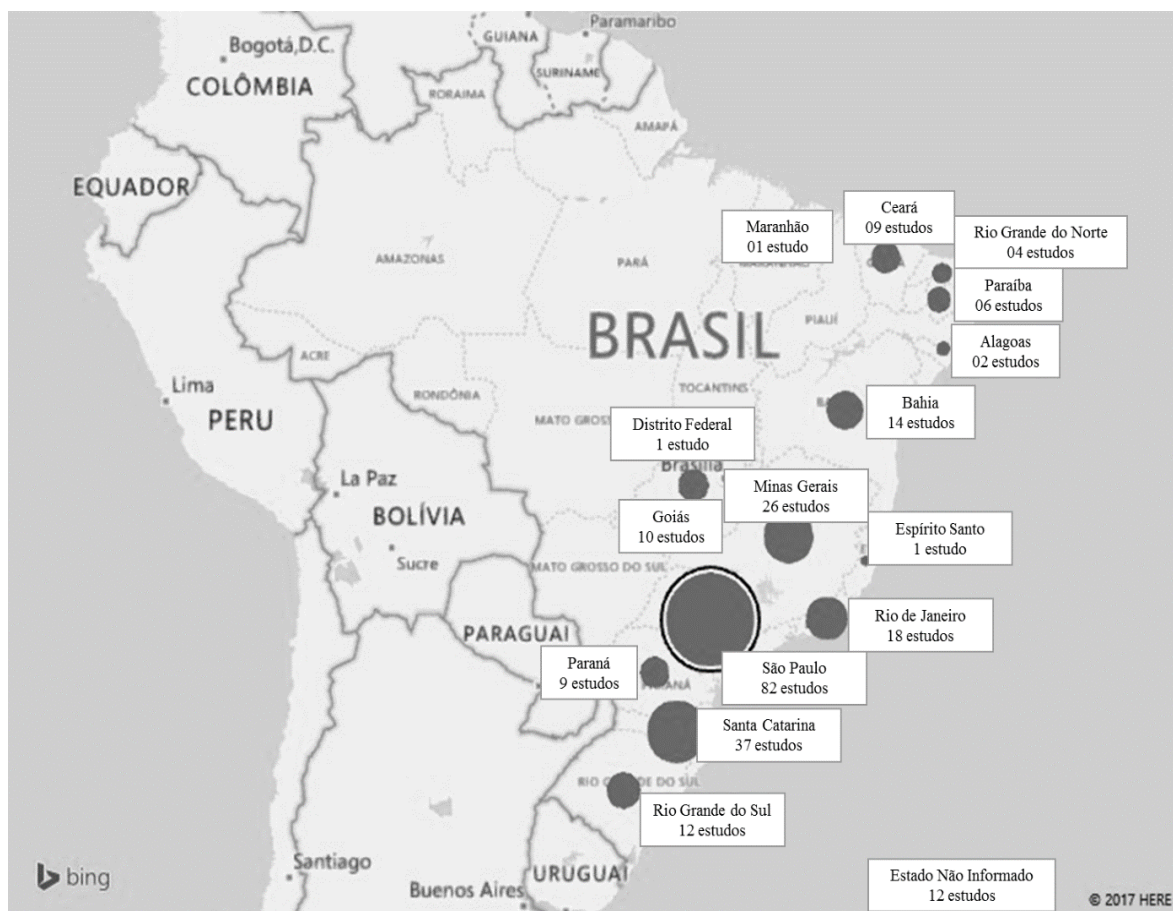 Paramaribo
GUIANA
Bogotá,D.C.
SURINAME
COLÔMBIA
RORAIMA
AMAPÁ
EQUADOR
Ceará
09 estudos
Maranhão
01 estudo
Rio Grande do Norte
04 estudos
AMAZONAS
PARÁ
Paraíba
06 estudos
PIAUÍ
BRASIL
Alagoas
02 estudos
ACRE
Lima
RONDÔNIA
TOCANTINS
PERU
MATO GROSSO
Bahia
14 estudos
Distrito Federal
1 estudo
Brasília
La Paz
Minas Gerais
26 estudos
BOLÍVIA
Goiás
10 estudos
Espírito Santo
1 estudo
Sucre
MATO GROSSO DO SUL
Rio de Janeiro
18 estudos
PARAGUAI
Paraná
9 estudos
São Paulo
82 estudos
PARANÁ
Santa Catarina
37 estudos
RIO GRANDE DO SUL
Rio Grande do Sul
12 estudos
Santiago
URUGUAI
Estado Não Informado
12 estudos
bing
Buenos Aires
© 2017 HERE